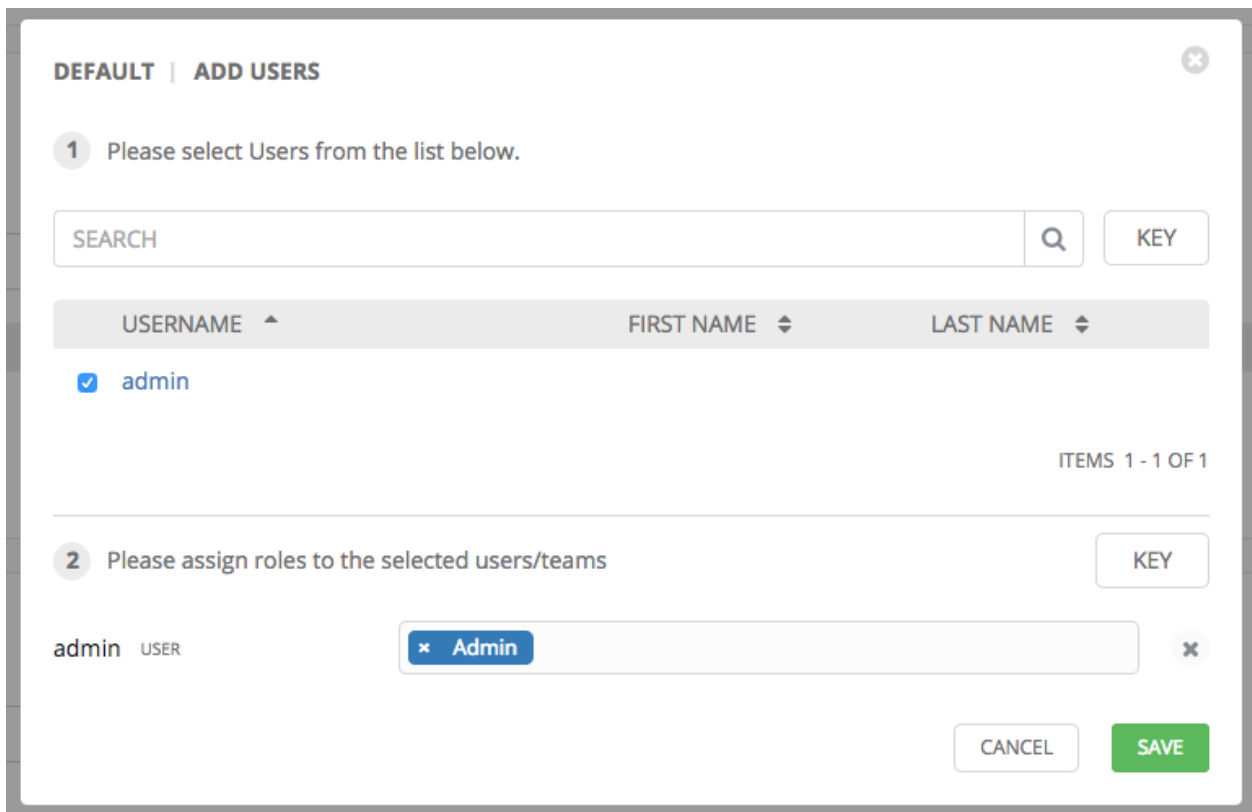 DEFAULT | ADD USERS
1 Please select Users from the list below.
SEARCH KEY
USERNAME FIRST NAME LAST NAME
admin
ITEMS 1 - 1 OF 1
2 Please assign roles to the selected users/teams KEY
admin USER × Admin
CANCEL SAVE